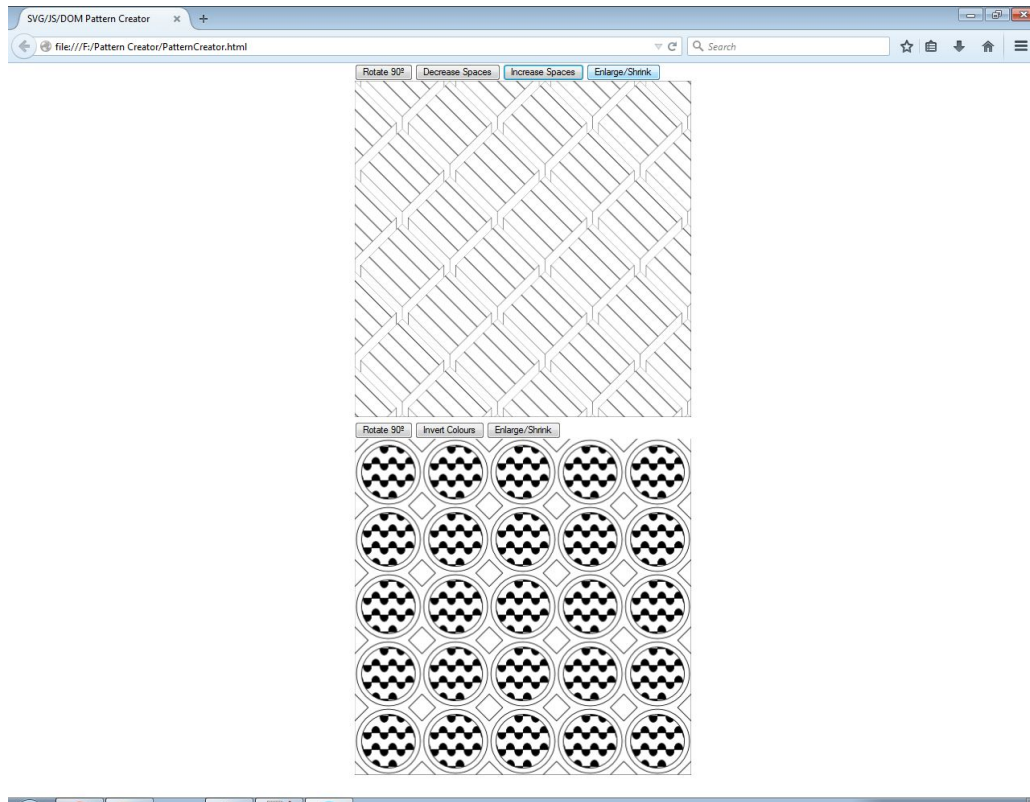 SVG/JS/DOM Pattern Creator
file:///F:/Pattern Creator/PatternCreator.html
Search
Rotate 90º Decrease Spaces Increase Spaces Enlarge/Shrink
Rotate 90º Invert Colours Enlarge/Shrink